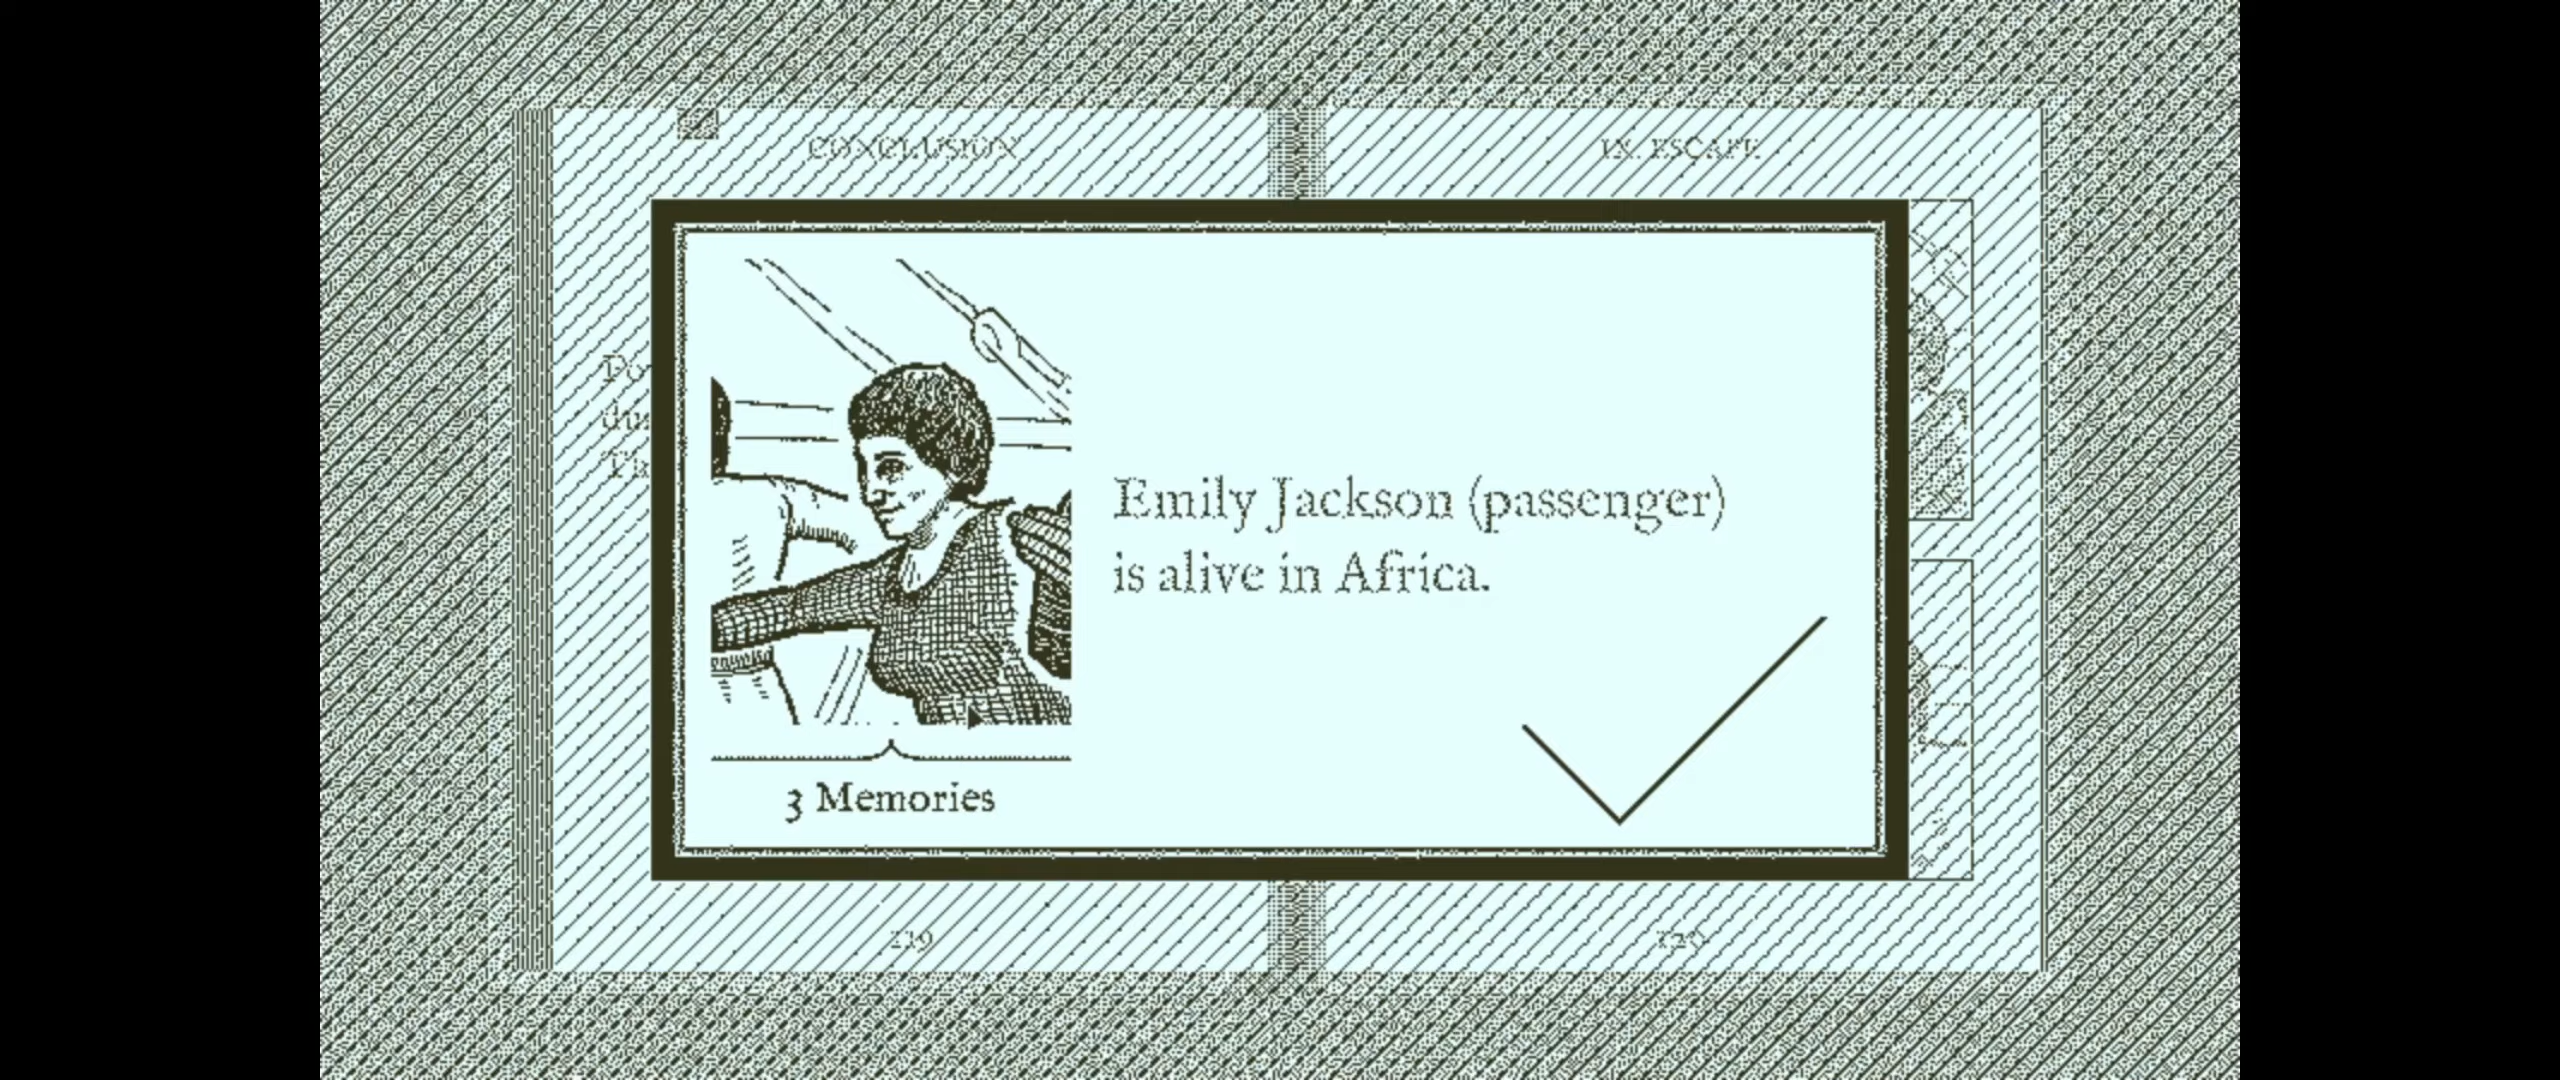 CONCLUSION
IX. ESCAPE
Emily Jackson (passenger)
is alive in Africa.
3 Memories